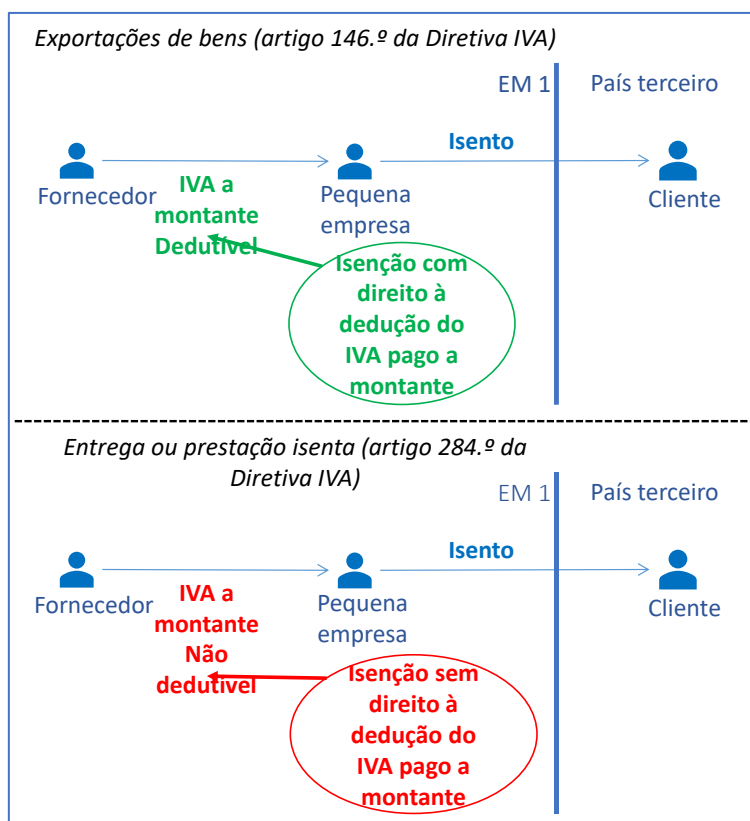 Exportações de bens (artigo 146.º da Diretiva IVA)
EM 1
País terceiro
Isento
Fornecedor
IVA a
montante
Dedutível
Pequena
empresa
Cliente
Isenção com
direito à
dedução do
IVA pago a
montante
Entrega ou prestação isenta (artigo 284.º da
Diretiva IVA)
EM 1
País terceiro
Isento
Fornecedor
IVA a
montante
Não
dedutível
Pequena
empresa
Cliente
Isenção sem
direito à
dedução do
IVA pago a
montante